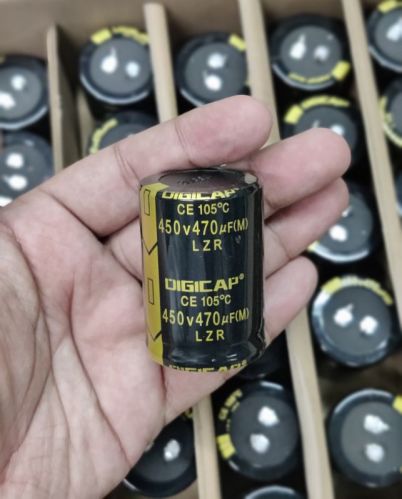 DIGICAP®
CE 105°C
450v470µF(M)
LZR
DIGICAP®
CE 105°C
450v470µF(M)
LZR